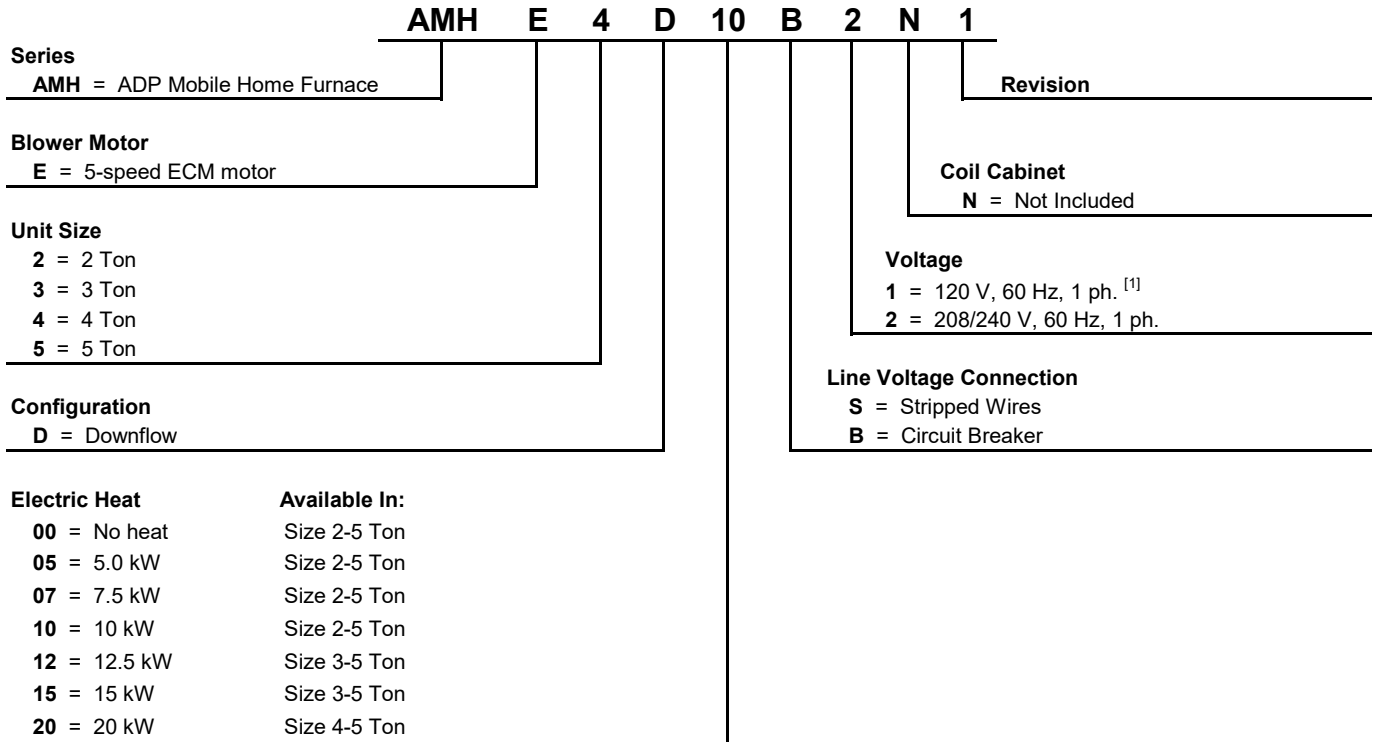 AMH E 4 D 10 B 2 N 1
Series
AMH = ADP Mobile Home Furnace
Revision
Blower Motor
E = 5-speed ECM motor
Coil Cabinet
N = Not Included
Unit Size
2 = 2 Ton
3 = 3 Ton
4 = 4 Ton
5 = 5 Ton
Voltage
1 = 120 V, 60 Hz, 1 ph. [1]
2 = 208/240 V, 60 Hz, 1 ph.
Line Voltage Connection
S = Stripped Wires
B = Circuit Breaker
Configuration
D = Downflow
Electric Heat Available In:
00 = No heat Size 2-5 Ton
05 = 5.0 kW Size 2-5 Ton
07 = 7.5 kW Size 2-5 Ton
10 = 10 kW Size 2-5 Ton
12 = 12.5 kW Size 3-5 Ton
15 = 15 kW Size 3-5 Ton
20 = 20 kW Size 4-5 Ton